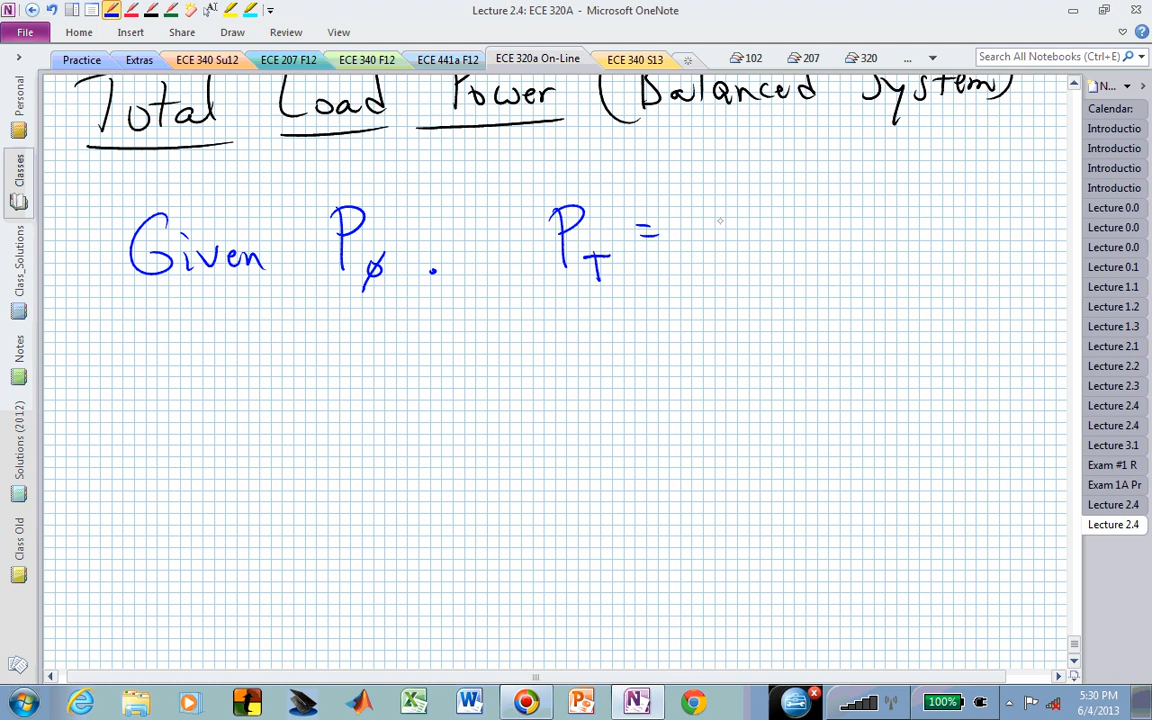 Lecture 2.4: ECE 320A - Microsoft OneNote
File Home Insert Share Draw Review View
Practice Extras ECE 340 Su12 ECE 207 F12 ECE 340 F12 ECE 441a F12 ECE 320a On-Line ECE 340 S13 102 207 320 ... Search All Notebooks (Ctrl+E)
Personal
Classes
Class_Solutions
Notes
Solutions (2012)
Class Old
Total Load Power (Balanced System)
Given Pø . PT =
N...
Calendar:
Introductio
Introductio
Introductio
Introductio
Lecture 0.0
Lecture 0.0
Lecture 0.0
Lecture 0.1
Lecture 1.1
Lecture 1.2
Lecture 1.3
Lecture 2.1
Lecture 2.2
Lecture 2.3
Lecture 2.4
Lecture 2.4
Lecture 3.1
Exam #1 R
Exam 1A Pr
Lecture 2.4
Lecture 2.4
100%
5:30 PM
6/4/2013